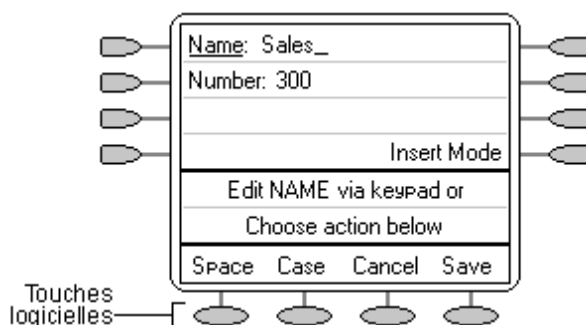 Name: Sales_
Number: 300
Insert Mode
Edit NAME via keypad or
Choose action below
Space Case Cancel Save
Touches
logicielles